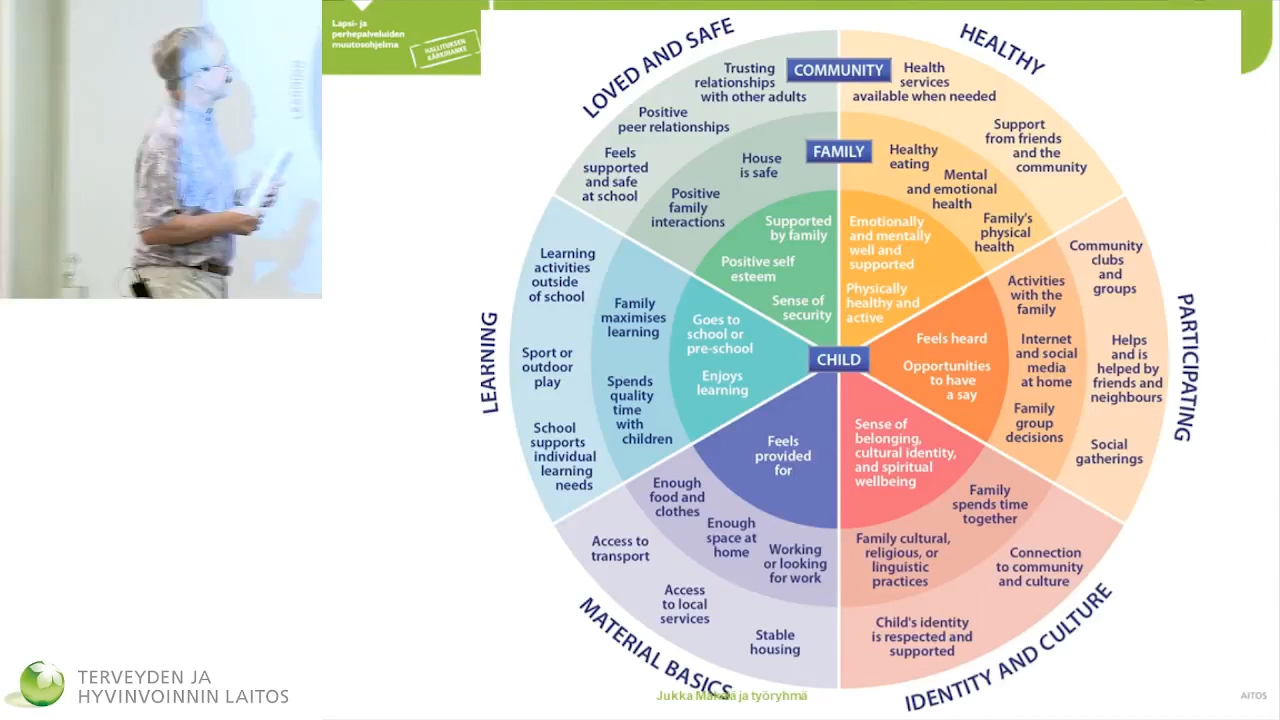 Lapsi- ja
perhepalveluiden
muutosohjelma
HALLITUKSEN
KÄRKIHANKE
LOVED AND SAFE
HEALTHY
PARTICIPATING
IDENTITY AND CULTURE
MATERIAL BASICS
LEARNING
COMMUNITY
FAMILY
CHILD
Trusting
relationships
with other adults
Positive
peer relationships
Feels
supported
and safe
at school
House
is safe
Positive
family
interactions
Supported
by family
Positive self
esteem
Sense of
security
Health
services
available when needed
Support
from friends
and the
community
Healthy
eating
Mental
and emotional
health
Family's
physical
health
Emotionally
and mentally
well and
supported
Physically
healthy and
active
Community
clubs
and
groups
Helps
and is
helped by
friends and
neighbours
Social
gatherings
Activities
with the
family
Internet
and social
media
at home
Family
group
decisions
Feels heard
Opportunities
to have
a say
Sense of
belonging,
cultural identity,
and spiritual
wellbeing
Family
spends time
together
Family cultural,
religious, or
linguistic
practices
Connection
to community
and culture
Child's identity
is respected and
supported
Feels
provided
for
Enough
food and
clothes
Enough
space at
home
Working
or looking
for work
Access to
transport
Access
to local
services
Stable
housing
Learning
activities
outside
of school
Sport or
outdoor
play
School
supports
individual
learning
needs
Family
maximises
learning
Spends
quality
time
with
children
Goes to
school or
pre-school
Enjoys
learning
TERVEYDEN JA
HYVINVOINNIN LAITOS
Jukka Mäkelä ja työryhmä
AITOS